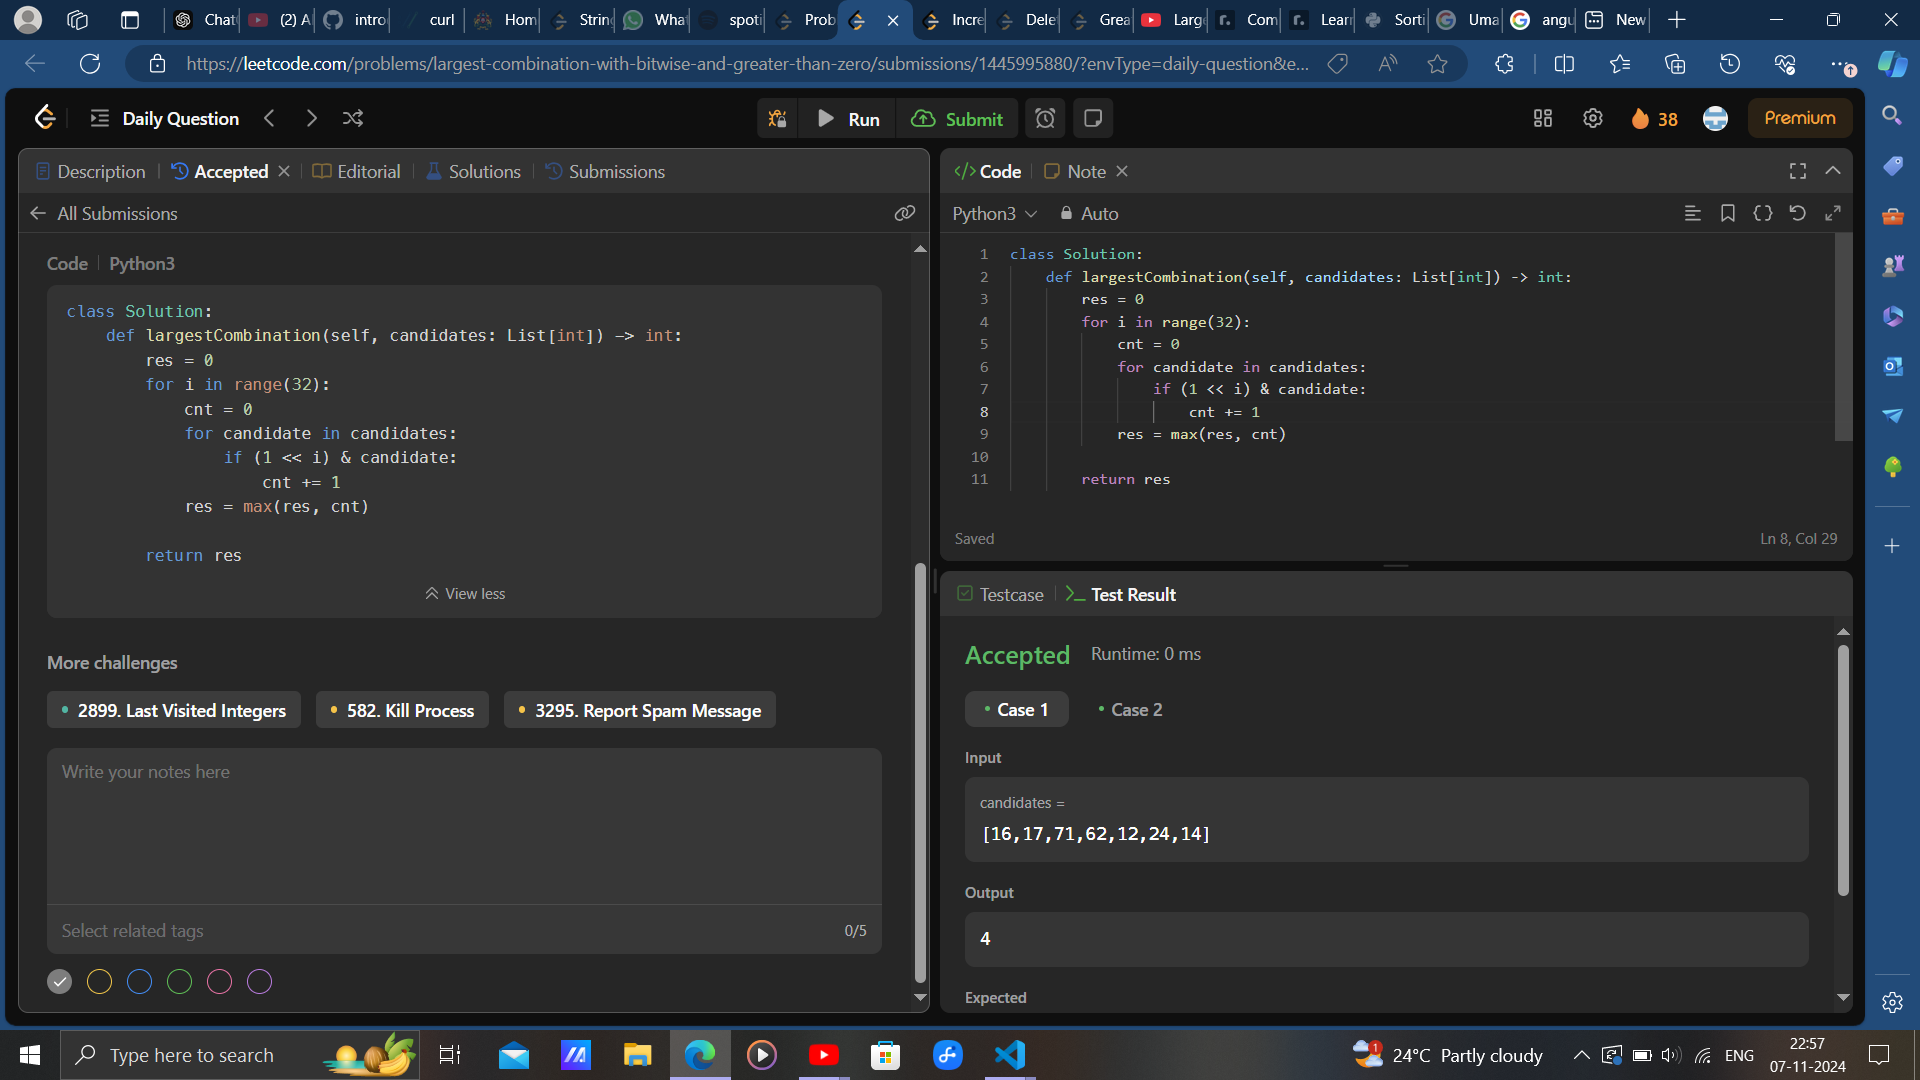 Chat
(2) A
intro
curl
Hom
String
What
spoti
Prob
Incre
Dele
Grea
Larg
Com
Learn
Sorti
Uma
angu
New
https://leetcode.com/problems/largest-combination-with-bitwise-and-greater-than-zero/submissions/1445995880/?envType=daily-question&e...
Daily Question
Run
Submit
38
Premium
Description
Accepted
Editorial
Solutions
Submissions
All Submissions
Code
Python3
class Solution:
def largestCombination(self, candidates: List[int]) -> int:
res = 0
for i in range(32):
cnt = 0
for candidate in candidates:
if (1 << i) & candidate:
cnt += 1
res = max(res, cnt)
return res
View less
More challenges
2899. Last Visited Integers
582. Kill Process
3295. Report Spam Message
Write your notes here
Select related tags
0/5
Code
Note
Python3
Auto
1 class Solution:
2 def largestCombination(self, candidates: List[int]) -> int:
3 res = 0
4 for i in range(32):
5 cnt = 0
6 for candidate in candidates:
7 if (1 << i) & candidate:
8 cnt += 1
9 res = max(res, cnt)
10
11 return res
Saved
Ln 8, Col 29
Testcase
Test Result
Accepted
Runtime: 0 ms
Case 1
Case 2
Input
candidates =
[16,17,71,62,12,24,14]
Output
4
Expected
Type here to search
1
24°C Partly cloudy
ENG
22:57
07-11-2024